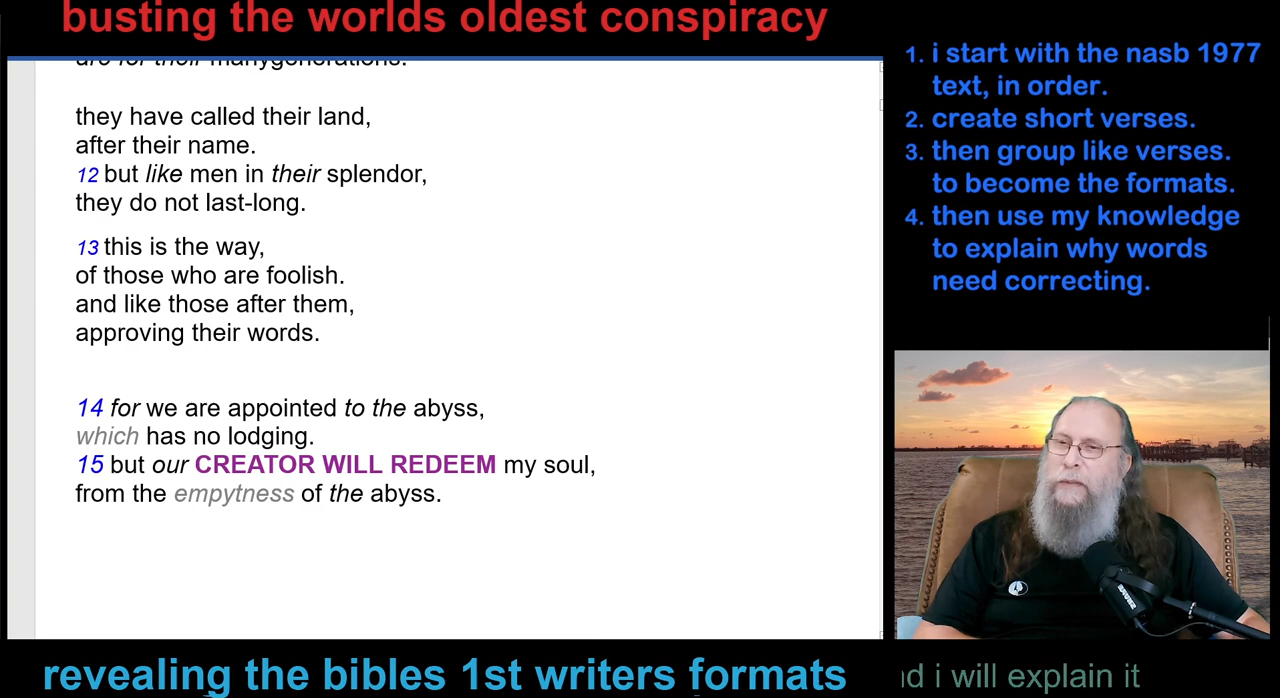 busting the worlds oldest conspiracy
are for their manygenerations.
they have called their land,
after their name.
12 but like men in their splendor,
they do not last-long.
13 this is the way,
of those who are foolish.
and like those after them,
approving their words.
14 for we are appointed to the abyss,
which has no lodging.
15 but our CREATOR WILL REDEEM my soul,
from the empytness of the abyss.
revealing the bibles 1st writers formats
1. i start with the nasb 1977
text, in order.
2. create short verses.
3. then group like verses.
to become the formats.
4. then use my knowledge
to explain why words
need correcting.
i will explain it